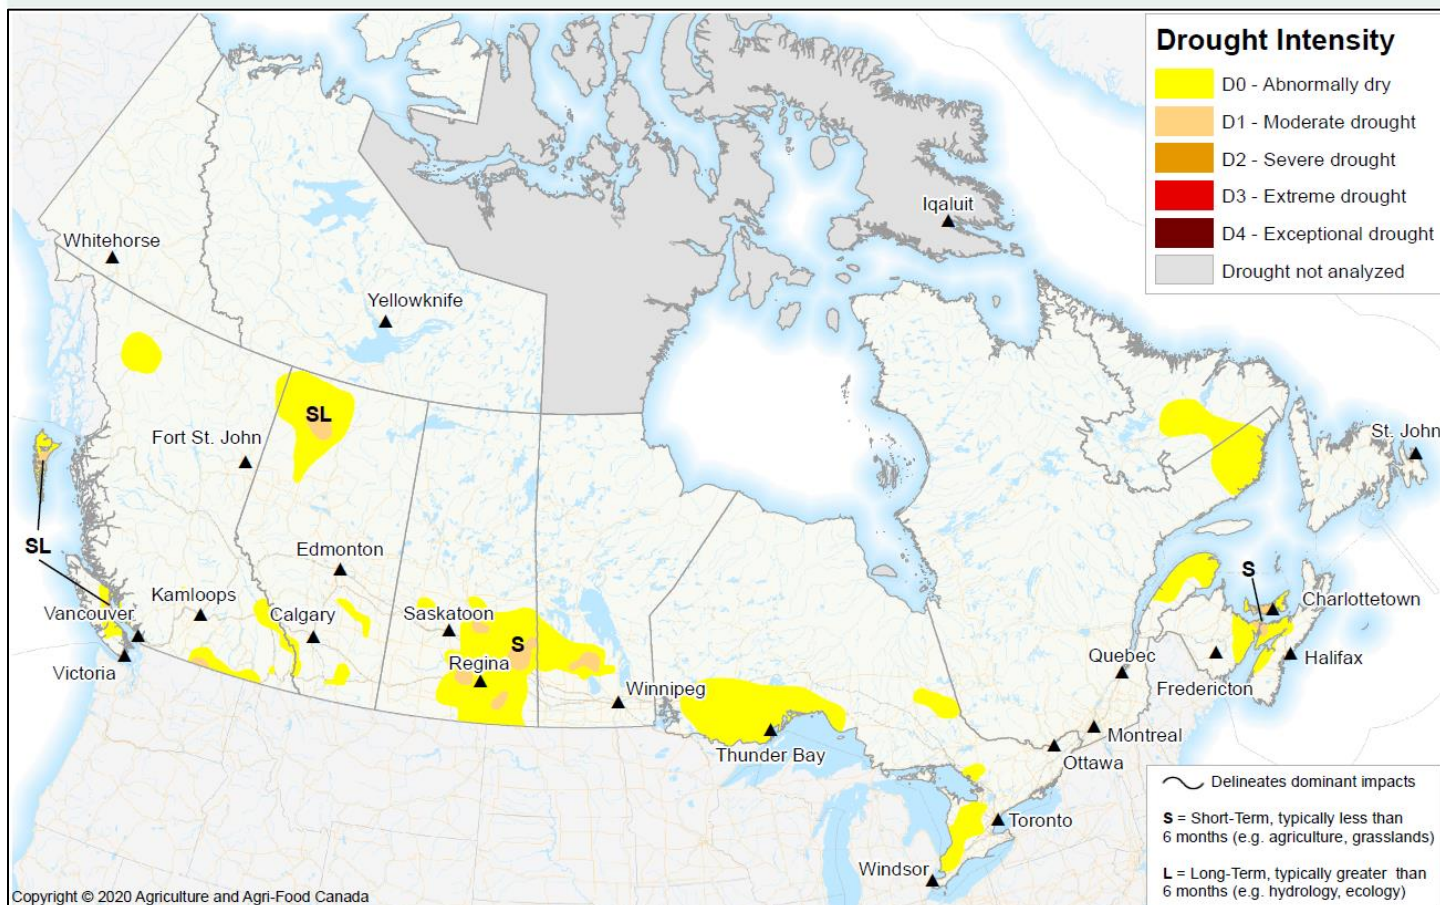 Drought Intensity
D0 - Abnormally dry
D1 - Moderate drought
D2 - Severe drought
D3 - Extreme drought
D4 - Exceptional drought
Drought not analyzed
Iqaluit
Whitehorse
Yellowknife
SL
Fort St. John
St. John
SL
Edmonton
S
Kamloops
Calgary
Saskatoon
Charlottetown
Vancouver
S
Regina
Quebec
Halifax
Victoria
Winnipeg
Fredericton
Montreal
Thunder Bay
Ottawa
Toronto
Windsor
Delineates dominant impacts
S = Short-Term, typically less than
6 months (e.g. agriculture, grasslands)
L = Long-Term, typically greater than
6 months (e.g. hydrology, ecology)
Copyright © 2020 Agriculture and Agri-Food Canada